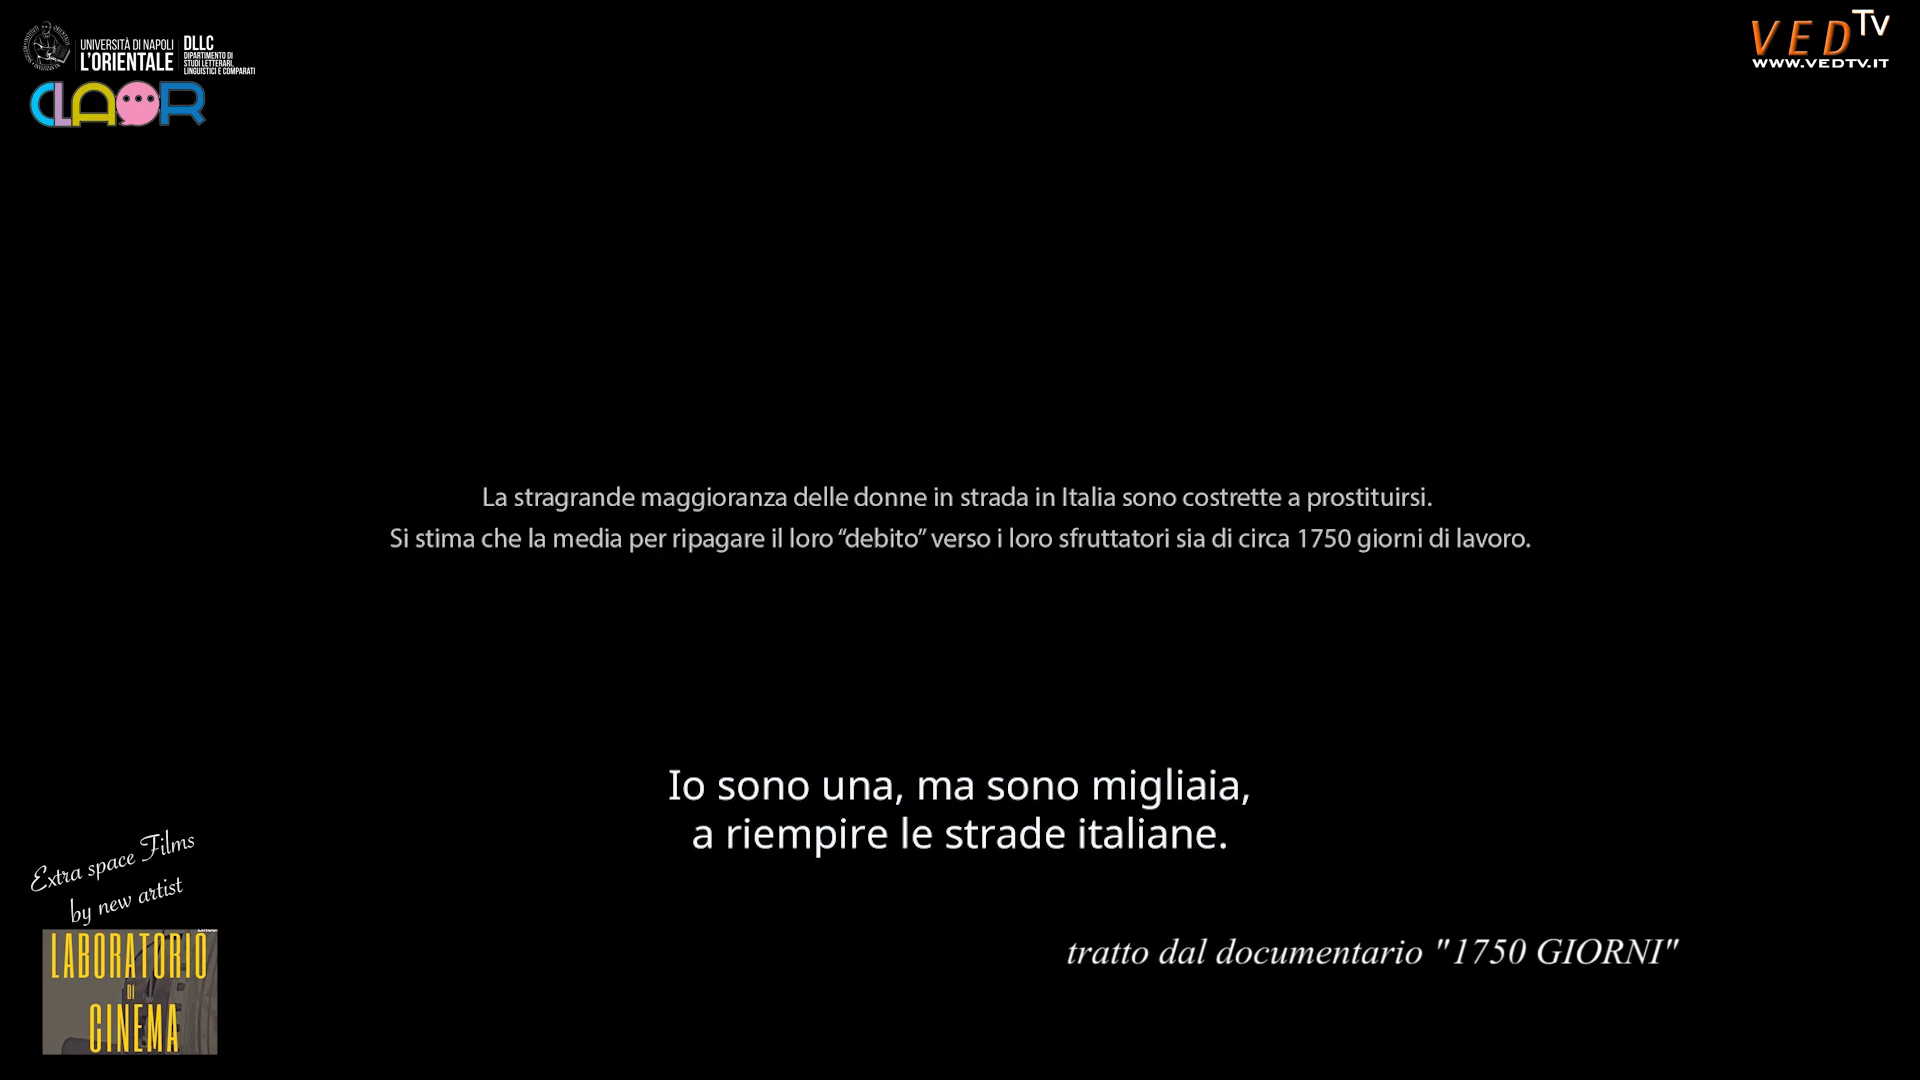 UNIVERSITÀ DI NAPOLI
L'ORIENTALE
DLLC
DIPARTIMENTO DI
STUDI LETTERARI,
LINGUISTICI E COMPARATI
CLAOR
VED Tv
WWW.VEDTV.IT
La stragrande maggioranza delle donne in strada in Italia sono costrette a prostituirsi.
Si stima che la media per ripagare il loro “debito” verso i loro sfruttatori sia di circa 1750 giorni di lavoro.
Io sono una, ma sono migliaia,
a riempire le strade italiane.
Extra space Films
by new artist
tratto dal documentario "1750 GIORNI"
LABORATORIO
DI
CINEMA